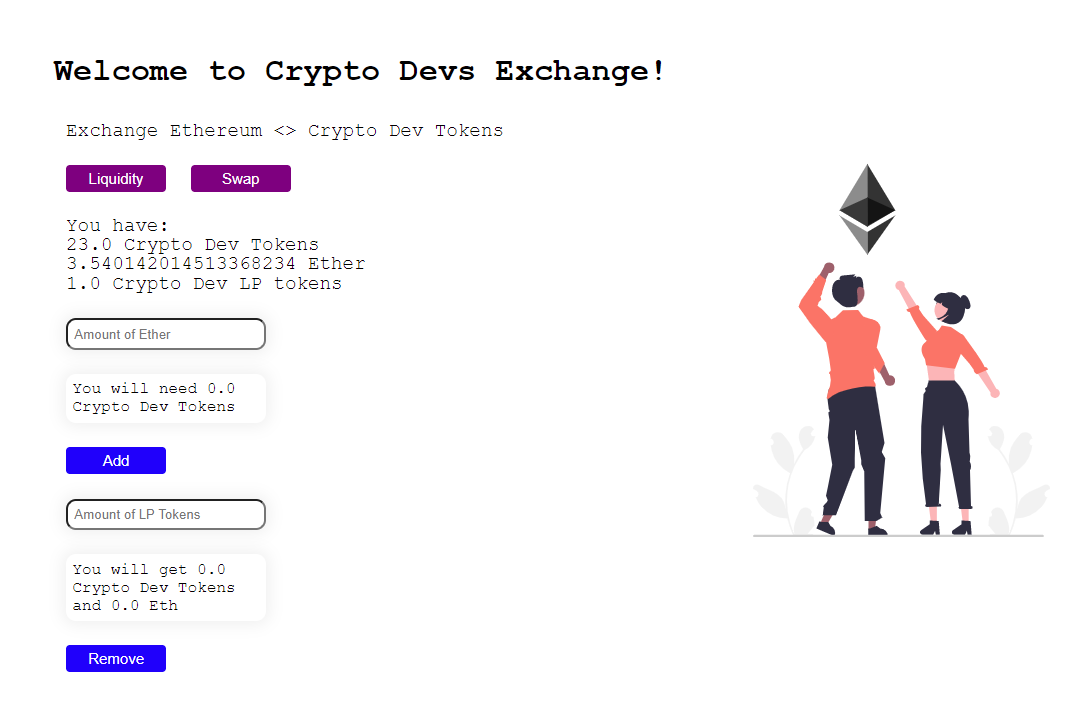 Welcome to Crypto Devs Exchange!
Exchange Ethereum <> Crypto Dev Tokens
Liquidity Swap
You have:
23.0 Crypto Dev Tokens
3.540142014513368234 Ether
1.0 Crypto Dev LP tokens
Amount of Ether
You will need 0.0
Crypto Dev Tokens
Add
Amount of LP Tokens
You will get 0.0
Crypto Dev Tokens
and 0.0 Eth
Remove